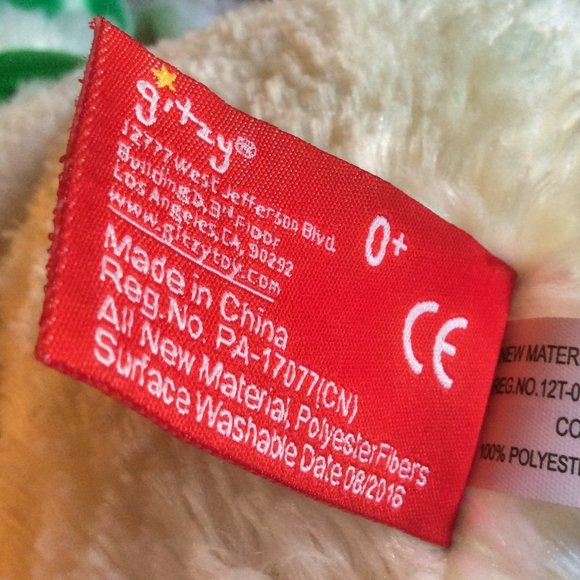 gitzy®
12777 West Jefferson Blvd.
Building D, 3rd Floor
Los Angeles, CA, 90292
www.gitzytoy.com
0+
CE
Made in China
Reg.No. PA-17077(CN)
All New Material, Polyester Fibers
Surface Washable Date 08/2016
NEW MATER
REG.NO.12T-0
CO
100% POLYESTE